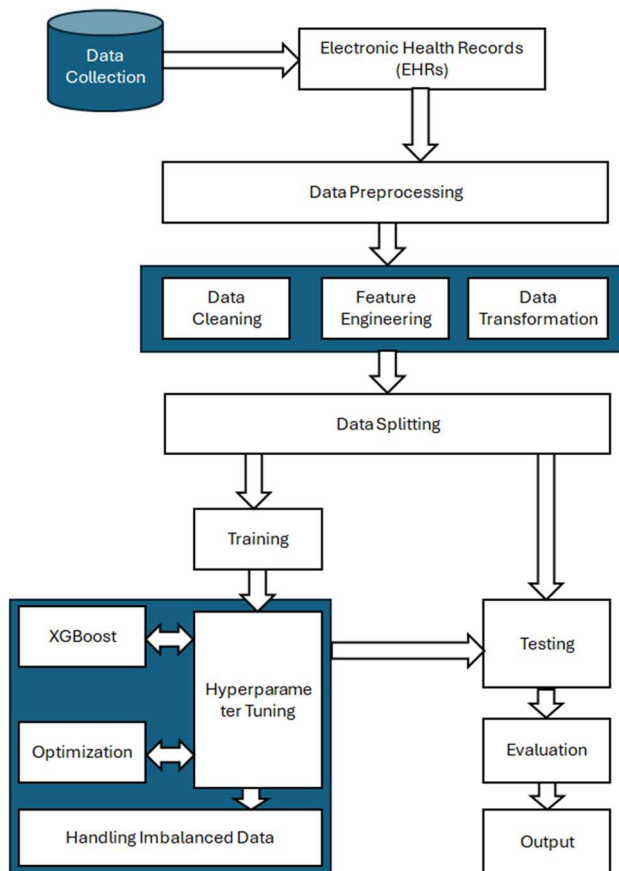 Data
Collection
Electronic Health Records
(EHRs)
Data Preprocessing
Data
Cleaning
Feature
Engineering
Data
Transformation
Data Splitting
Training
XGBoost
Hyperparame
ter Tuning
Testing
Optimization
Evaluation
Handling Imbalanced Data
Output